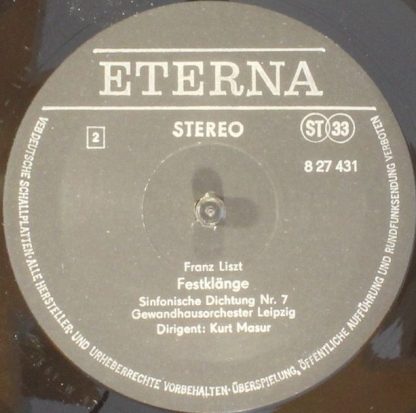 ETERNA
2
STEREO
ST 33
8 27 431
Franz Liszt
Festklänge
Sinfonische Dichtung Nr. 7
Gewandhausorchester Leipzig
Dirigent: Kurt Masur
VEB DEUTSCHE SCHALLPLATTEN · ALLE HERSTELLER- UND URHEBERRECHTE VORBEHALTEN · ÜBERSPIELUNG, ÖFFENTLICHE AUFFÜHRUNG UND RUNDFUNKSENDUNG VERBOTEN